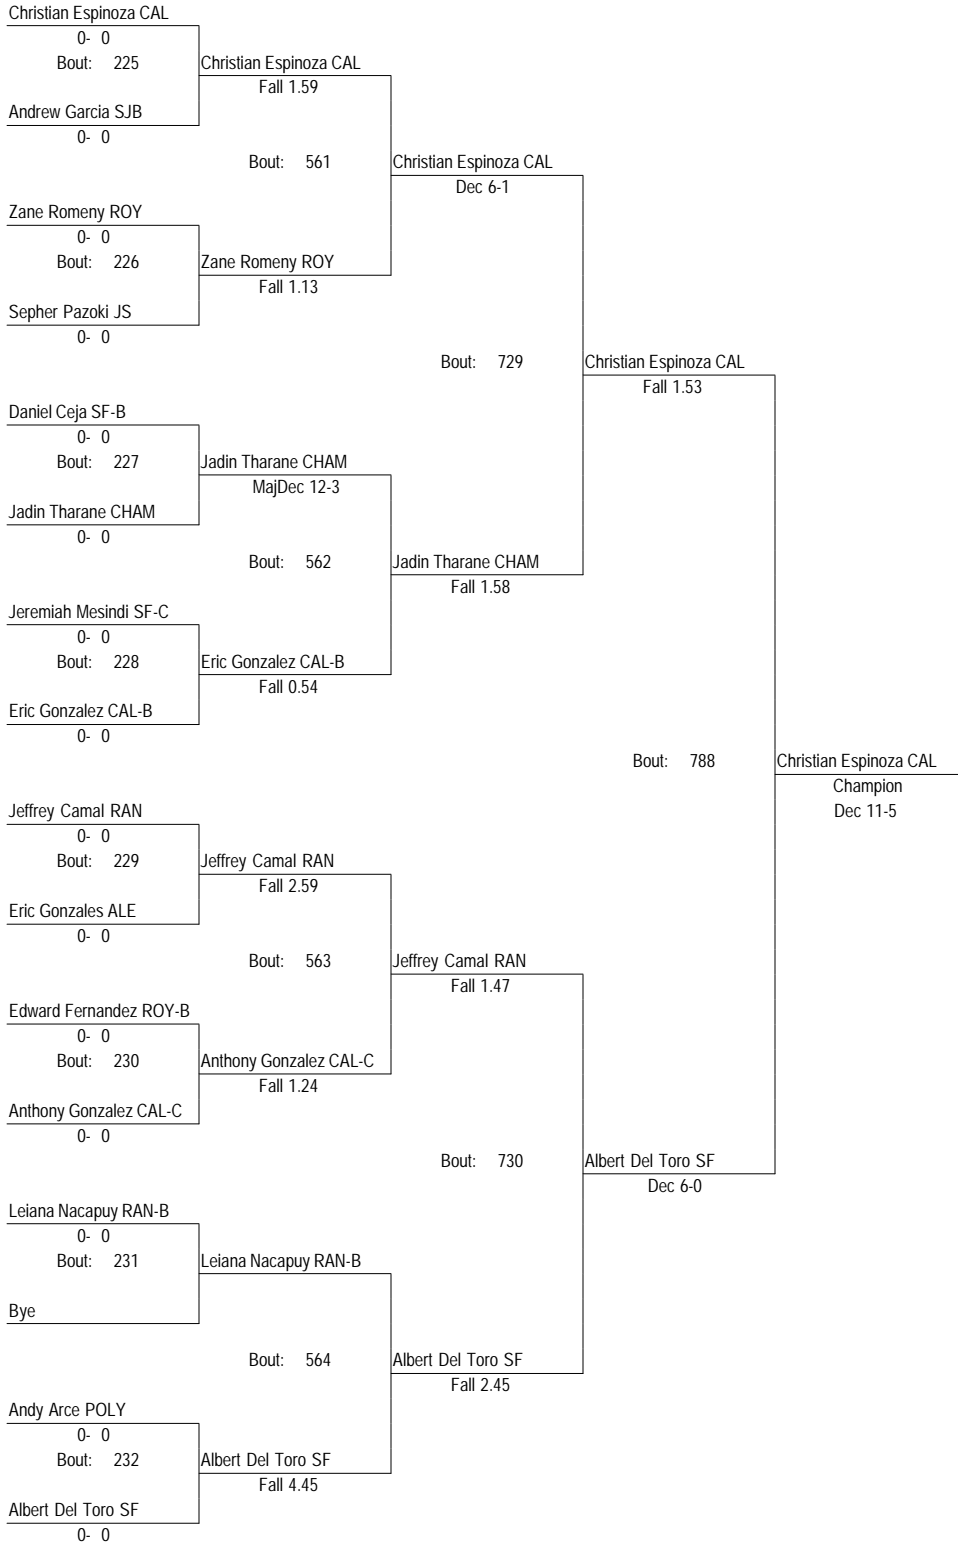 Christian Espinoza CAL
0- 0
Bout: 225
Christian Espinoza CAL
Fall 1.59
Andrew Garcia SJB
0- 0
Bout: 561
Christian Espinoza CAL
Dec 6-1
Zane Romeny ROY
0- 0
Bout: 226
Zane Romeny ROY
Fall 1.13
Sepher Pazoki JS
0- 0
Bout: 729
Christian Espinoza CAL
Fall 1.53
Daniel Ceja SF-B
0- 0
Bout: 227
Jadin Tharane CHAM
MajDec 12-3
Jadin Tharane CHAM
0- 0
Bout: 562
Jadin Tharane CHAM
Fall 1.58
Jeremiah Mesindi SF-C
0- 0
Bout: 228
Eric Gonzalez CAL-B
Fall 0.54
Eric Gonzalez CAL-B
0- 0
Bout: 788
Christian Espinoza CAL
Champion
Dec 11-5
Jeffrey Camal RAN
0- 0
Bout: 229
Jeffrey Camal RAN
Fall 2.59
Eric Gonzales ALE
0- 0
Bout: 563
Jeffrey Camal RAN
Fall 1.47
Edward Fernandez ROY-B
0- 0
Bout: 230
Anthony Gonzalez CAL-C
Fall 1.24
Anthony Gonzalez CAL-C
0- 0
Bout: 730
Albert Del Toro SF
Dec 6-0
Leiana Nacapuy RAN-B
0- 0
Bout: 231
Leiana Nacapuy RAN-B
Bye
Bout: 564
Albert Del Toro SF
Fall 2.45
Andy Arce POLY
0- 0
Bout: 232
Albert Del Toro SF
Fall 4.45
Albert Del Toro SF
0- 0